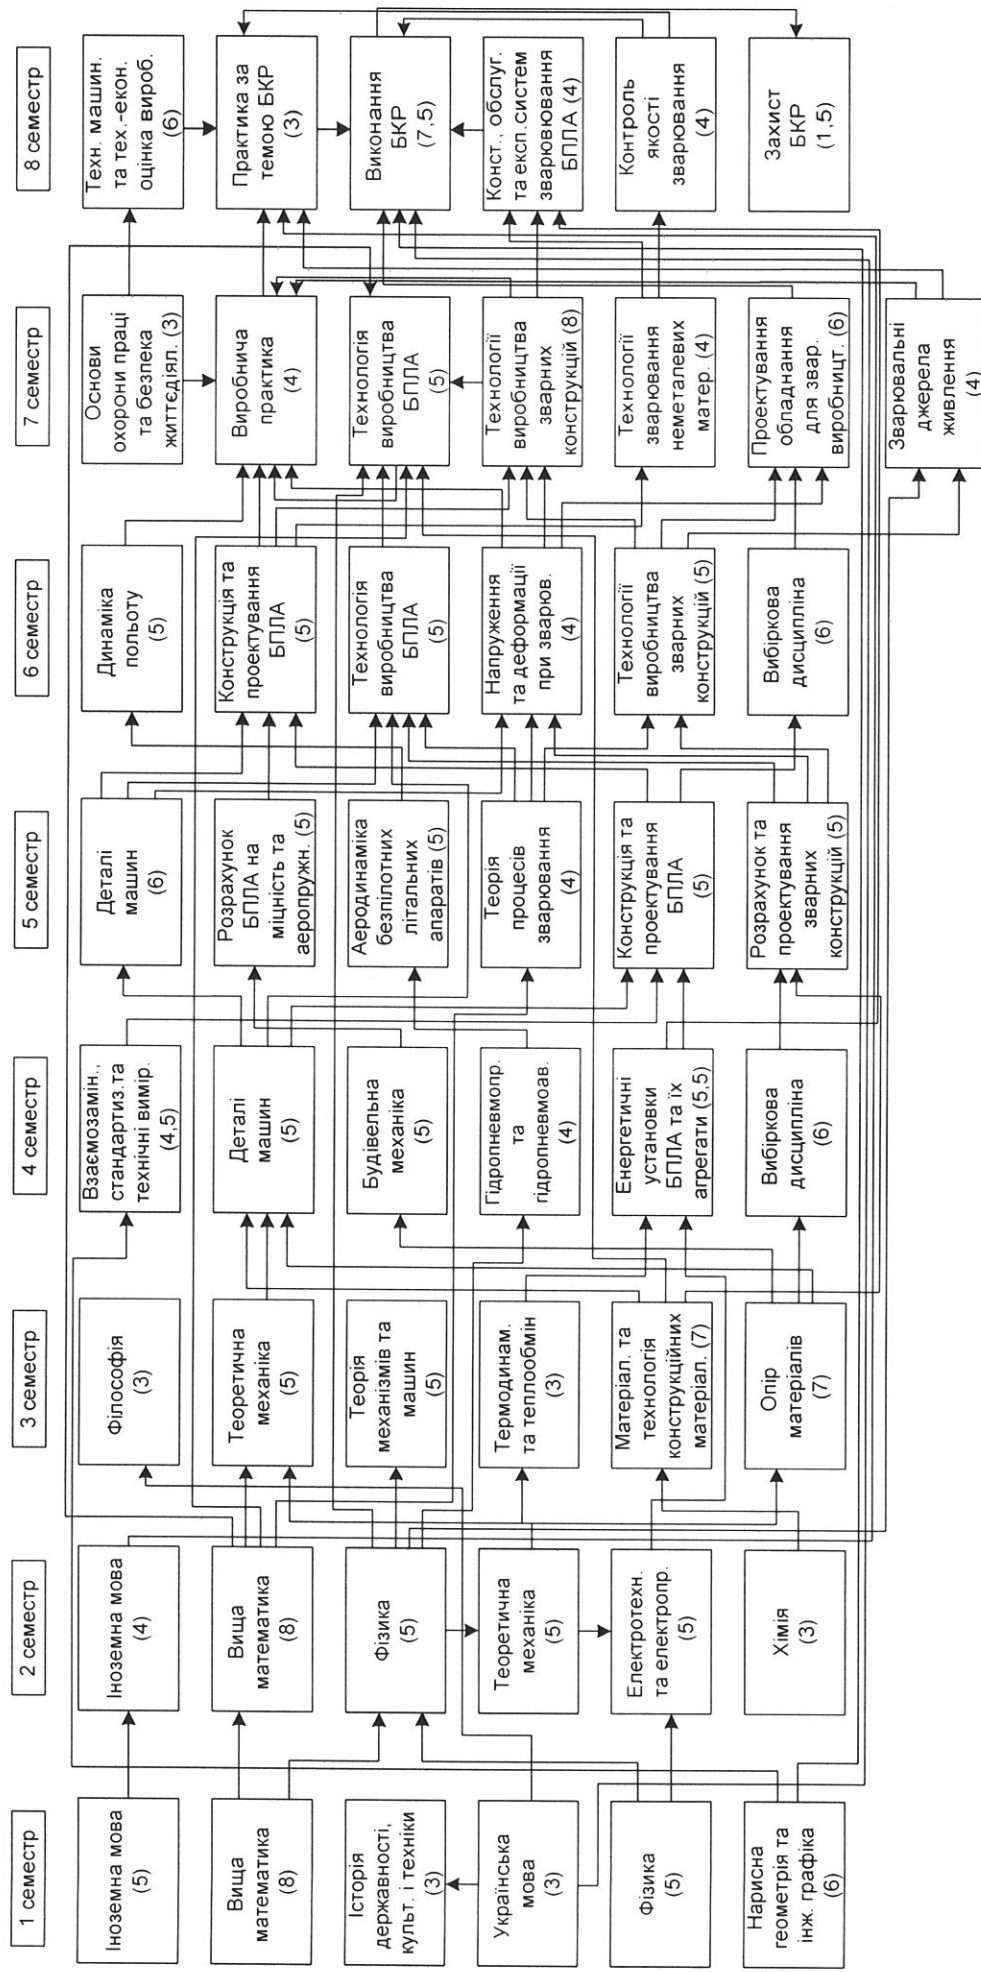 1 семестр
Іноземна мова
(5)
Вища
математика
(8)
Історія
державності,
культ. і техніки
(3)
Українська
мова
(3)
Фізика
(5)
Нарисна
геометрія та
інж. графіка
(6)
2 семестр
Іноземна мова
(4)
Вища
математика
(8)
Фізика
(5)
Теоретична
механіка
(5)
Електротехн.
та електропр.
(5)
Хімія
(3)
3 семестр
Філософія
(3)
Теоретична
механіка
(5)
Теорія
механізмів та
машин
(5)
Термодинам.
та теплообмін
(3)
Матеріал. та
технологія
конструкційних
матеріал. (7)
Опір
матеріалів
(7)
4 семестр
Взаємозамін.,
стандартиз.та
технічні вимір.
(4,5)
Деталі
машин
(5)
Будівельна
механіка
(5)
Гідропневмопр.
та
гідропневмоав.
(4)
Енергетичні
установки
БПЛА та їх
агрегати (5,5)
Вибіркова
дисципліна
(6)
5 семестр
Деталі
машин
(6)
Розрахунок
БПЛА на
міцність та
аеропружн. (5)
Аеродинаміка
безпілотних
літальних
апаратів (5)
Теорія
процесів
зварювання
(4)
Конструкція та
проектування
БПЛА
(5)
Розрахунок та
проектування
зварних
конструкцій (5)
6 семестр
Динаміка
польоту
(5)
Конструкція та
проектування
БПЛА
(5)
Технологія
виробництва
БПЛА
(5)
Напруження
та деформації
при зварюв.
(4)
Технології
виробництва
зварних
конструкцій (5)
Вибіркова
дисципліна
(6)
7 семестр
Основи
охорони праці
та безпека
життєдіял. (3)
Виробнича
практика
(4)
Технологія
виробництва
БПЛА
(5)
Технології
виробництва
зварних
конструкцій (8)
Технології
зварювання
неметалевих
матер. (4)
Проектування
обладнання
для звар.
виробницт. (6)
Зварювальні
джерела
живлення
(4)
8 семестр
Техн. машин.
та тех.-екон.
оцінка вироб.
(6)
Практика за
темою БКР
(3)
Виконання
БКР
(7,5)
Конст., обслуг.
та експ.систем
зварюювання
БПЛА (4)
Контроль
якості
зварювання
(4)
Захист
БКР
(1,5)